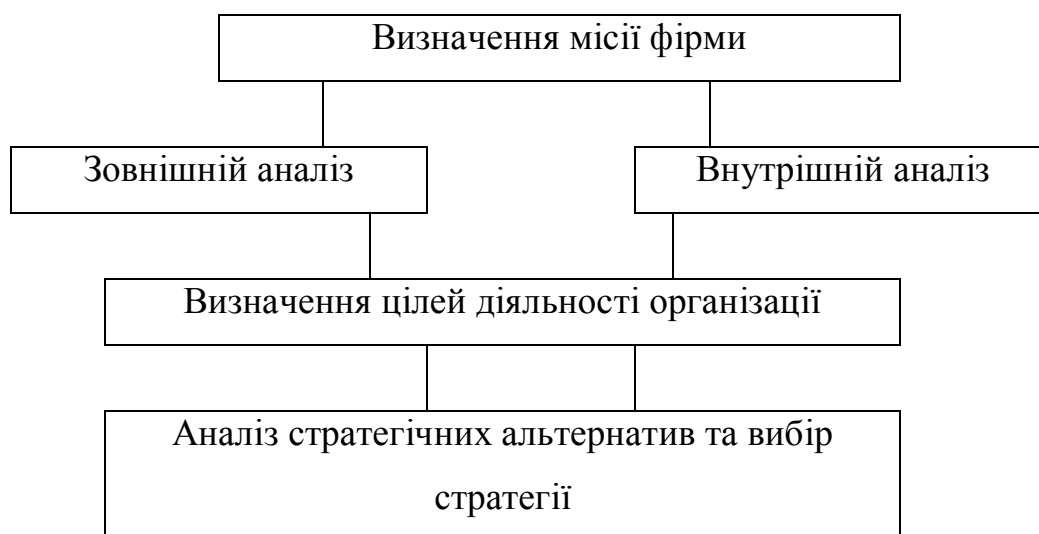 Визначення місії фірми
Зовнішній аналіз
Внутрішній аналіз
Визначення цілей діяльності організації
Аналіз стратегічних альтернатив та вибір
стратегії